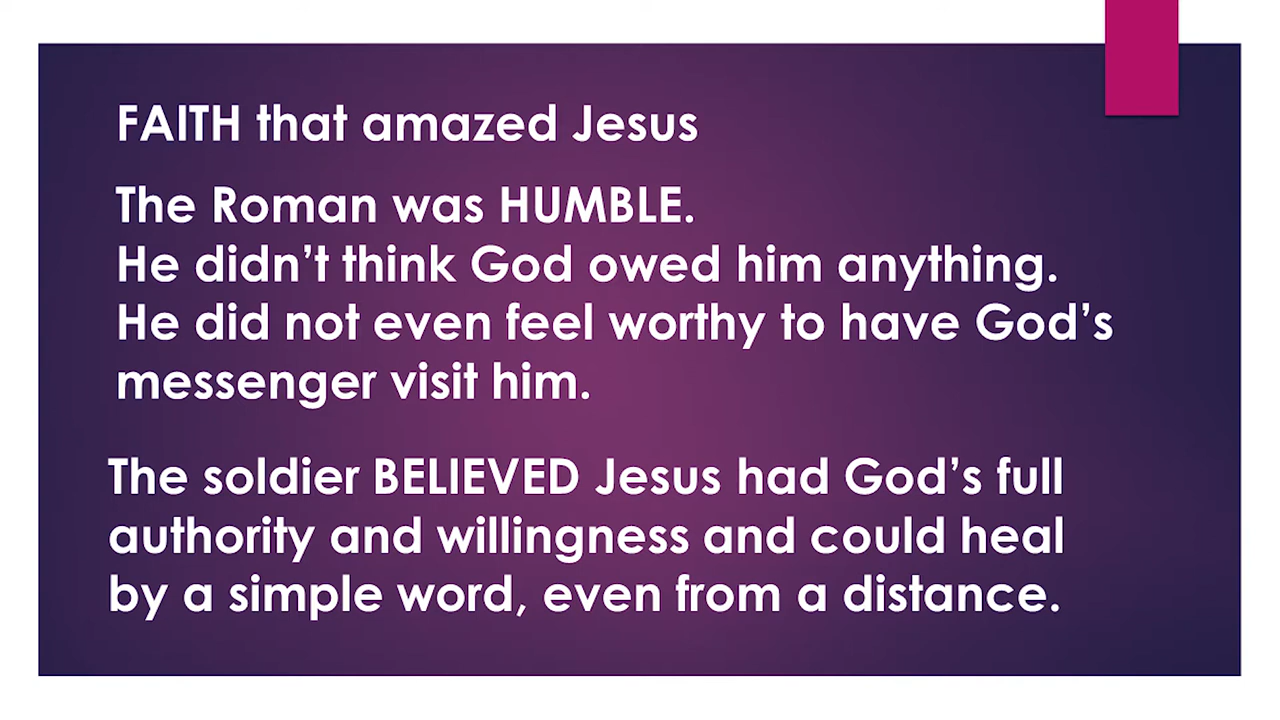 FAITH that amazed Jesus
The Roman was HUMBLE.
He didn’t think God owed him anything.
He did not even feel worthy to have God’s
messenger visit him.
The soldier BELIEVED Jesus had God’s full
authority and willingness and could heal
by a simple word, even from a distance.